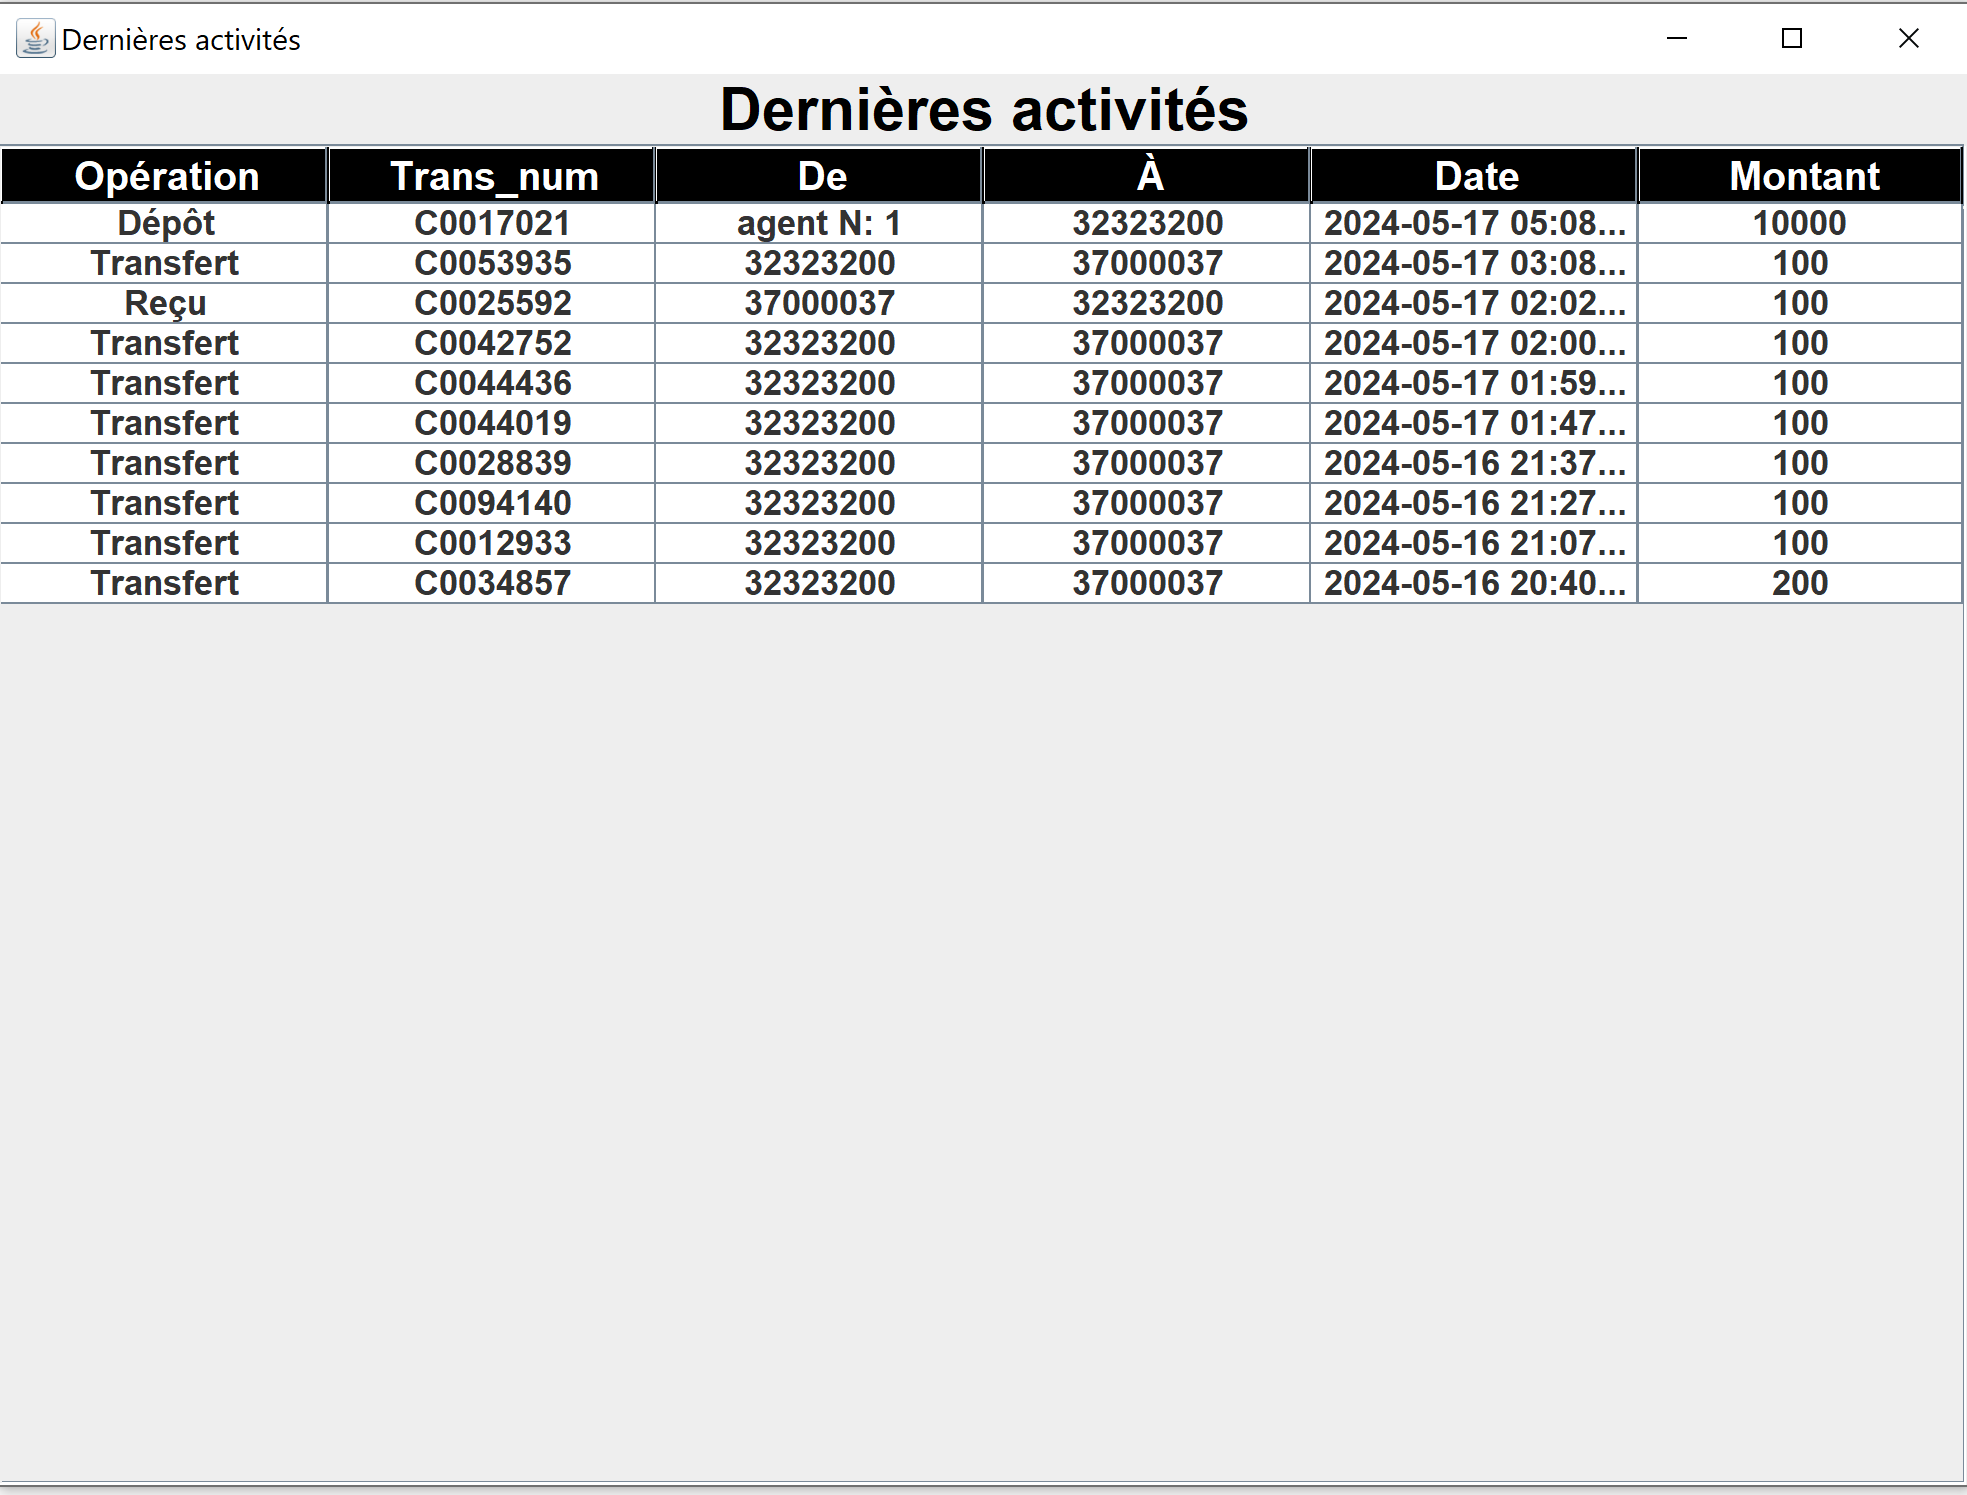 Dernières activités
Dernières activités
Opération Trans_num De À Date Montant
Dépôt C0017021 agent N: 1 32323200 2024-05-17 05:08... 10000
Transfert C0053935 32323200 37000037 2024-05-17 03:08... 100
Reçu C0025592 37000037 32323200 2024-05-17 02:02... 100
Transfert C0042752 32323200 37000037 2024-05-17 02:00... 100
Transfert C0044436 32323200 37000037 2024-05-17 01:59... 100
Transfert C0044019 32323200 37000037 2024-05-17 01:47... 100
Transfert C0028839 32323200 37000037 2024-05-16 21:37... 100
Transfert C0094140 32323200 37000037 2024-05-16 21:27... 100
Transfert C0012933 32323200 37000037 2024-05-16 21:07... 100
Transfert C0034857 32323200 37000037 2024-05-16 20:40... 200